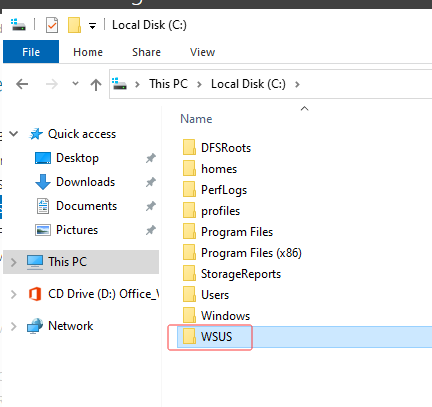 Local Disk (C:)
File Home Share View
This PC Local Disk (C:)
Name
Quick access
Desktop
Downloads
Documents
Pictures
This PC
CD Drive (D:) Office_
Network
DFSRoots
homes
PerfLogs
profiles
Program Files
Program Files (x86)
StorageReports
Users
Windows
WSUS